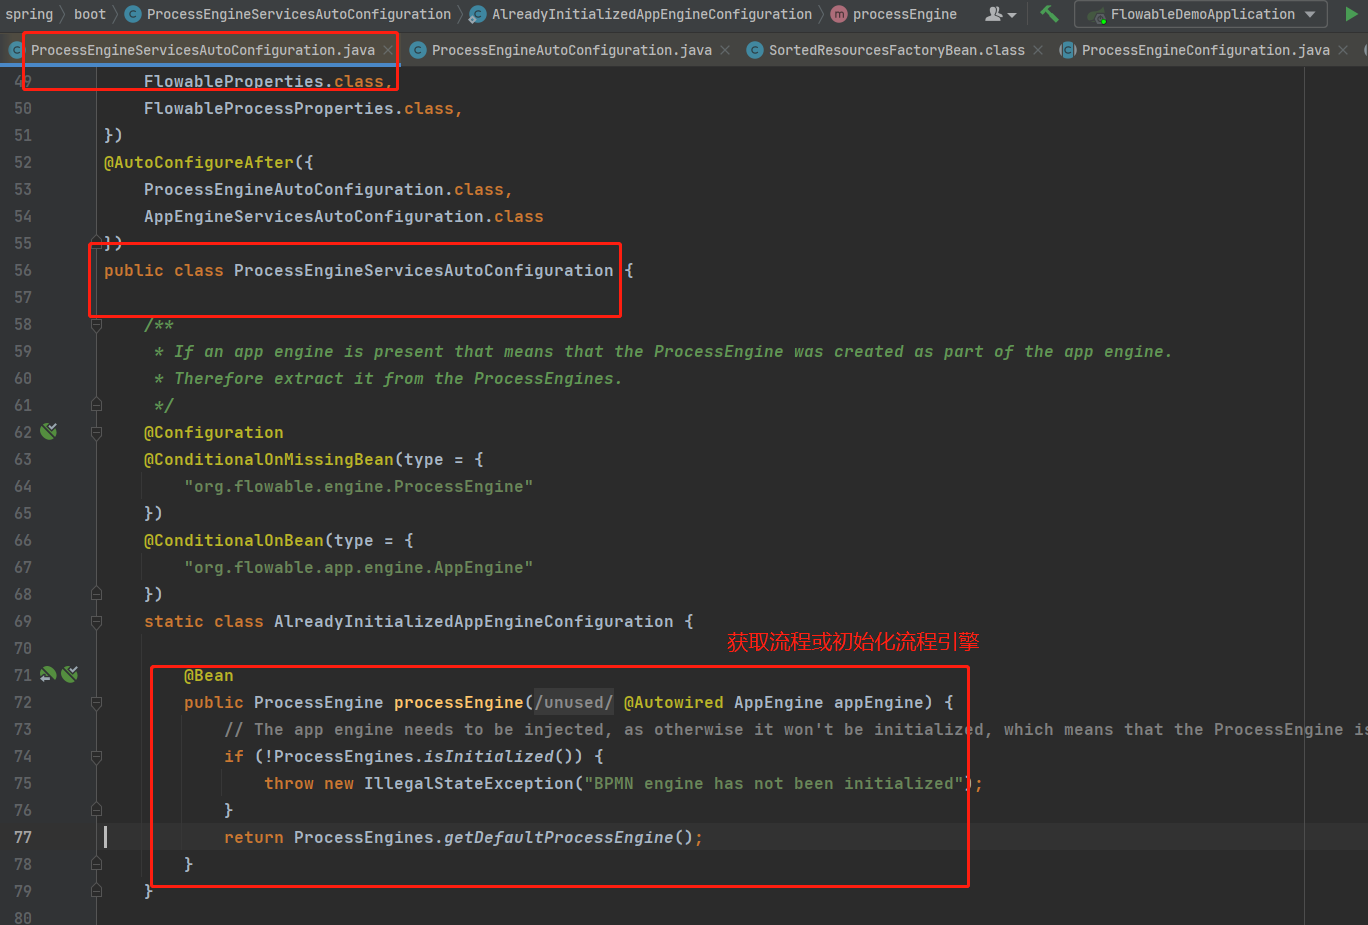 spring boot ProcessEngineServicesAutoConfiguration AlreadyInitializedAppEngineConfiguration processEngine FlowableDemoApplication
ProcessEngineServicesAutoConfiguration.java ProcessEngineAutoConfiguration.java SortedResourcesFactoryBean.class ProcessEngineConfiguration.java
49 FlowableProperties.class,
50 FlowableProcessProperties.class,
51 })
52 @AutoConfigureAfter({
53 ProcessEngineAutoConfiguration.class,
54 AppEngineServicesAutoConfiguration.class
55 })
56 public class ProcessEngineServicesAutoConfiguration {
57
58 /**
59 * If an app engine is present that means that the ProcessEngine was created as part of the app engine.
60 * Therefore extract it from the ProcessEngines.
61 */
62 @Configuration
63 @ConditionalOnMissingBean(type = {
64 "org.flowable.engine.ProcessEngine"
65 })
66 @ConditionalOnBean(type = {
67 "org.flowable.app.engine.AppEngine"
68 })
69 static class AlreadyInitializedAppEngineConfiguration {
获取流程或初始化流程引擎
70
71 @Bean
72 public ProcessEngine processEngine(/unused/ @Autowired AppEngine appEngine) {
73 // The app engine needs to be injected, as otherwise it won't be initialized, which means that the ProcessEngine is
74 if (!ProcessEngines.isInitialized()) {
75 throw new IllegalStateException("BPMN engine has not been initialized");
76 }
77 return ProcessEngines.getDefaultProcessEngine();
78 }
79 }
80